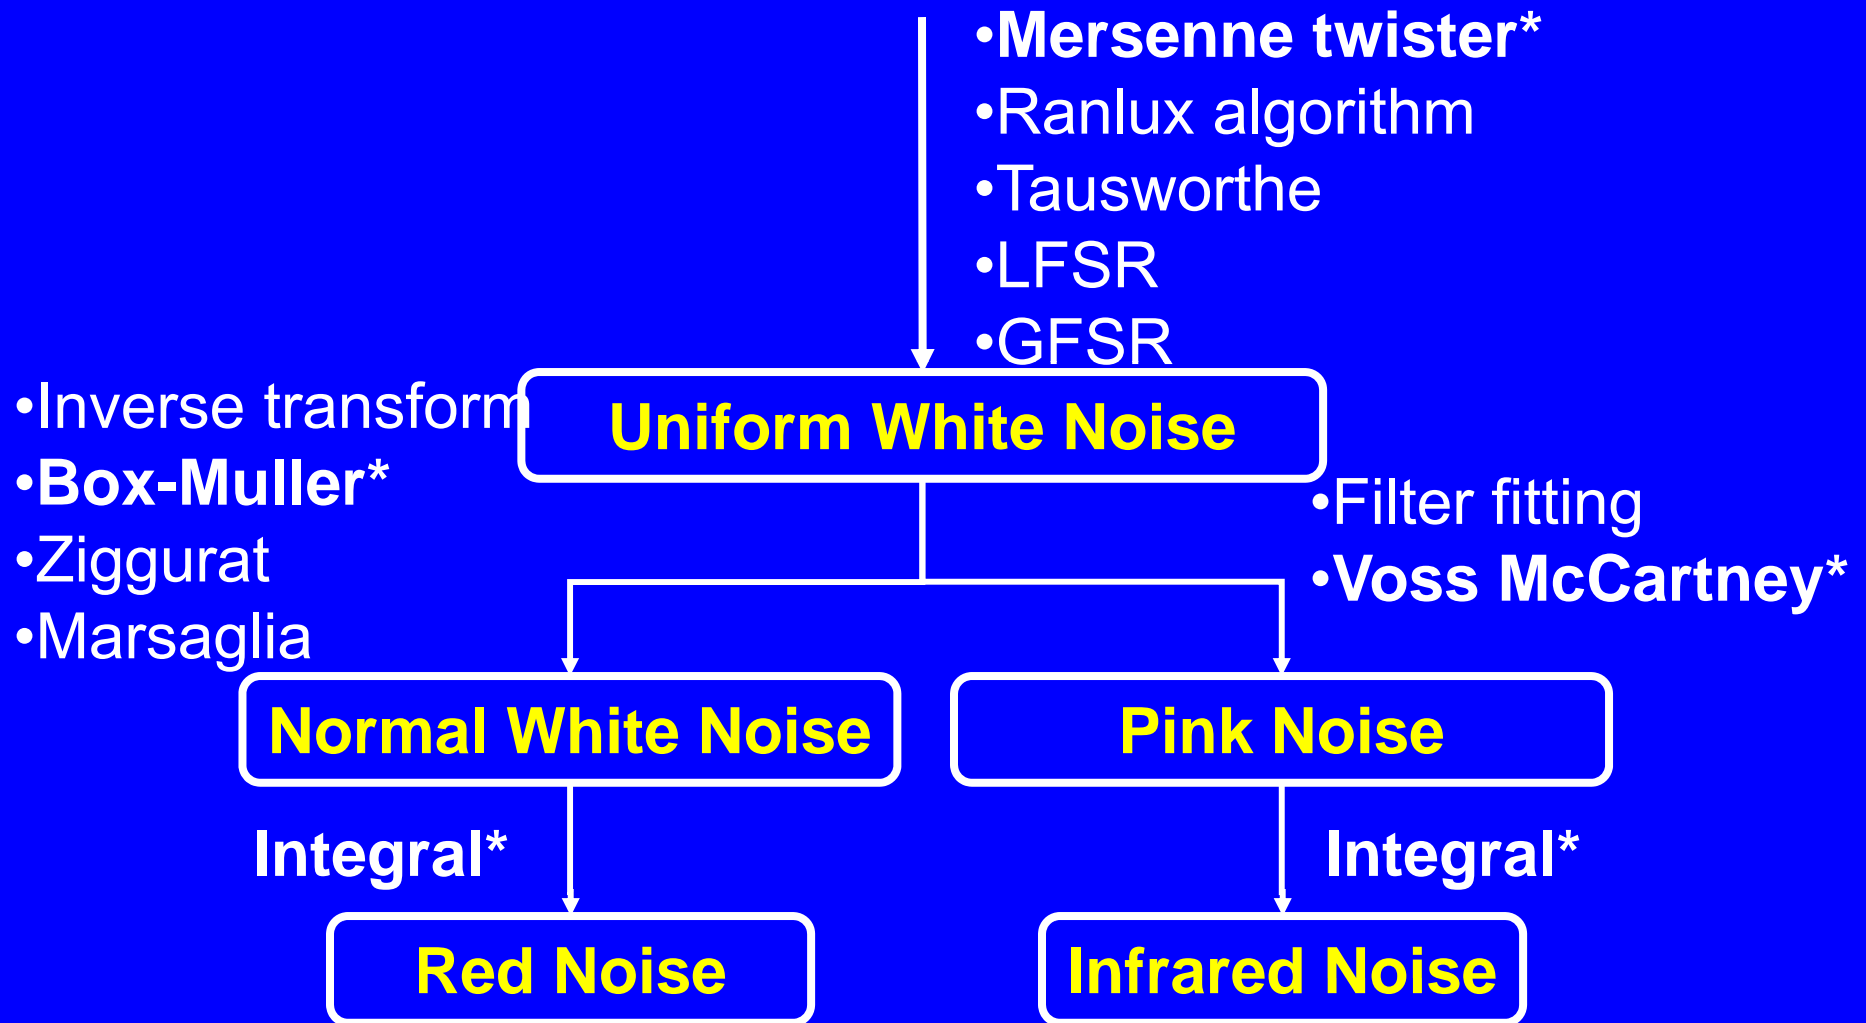 •Mersenne twister*
•Ranlux algorithm
•Tausworthe
•LFSR
•GFSR
Uniform White Noise
•Inverse transform
•Box-Muller*
•Ziggurat
•Marsaglia
•Filter fitting
•Voss McCartney*
Normal White Noise
Pink Noise
Integral*
Integral*
Red Noise
Infrared Noise